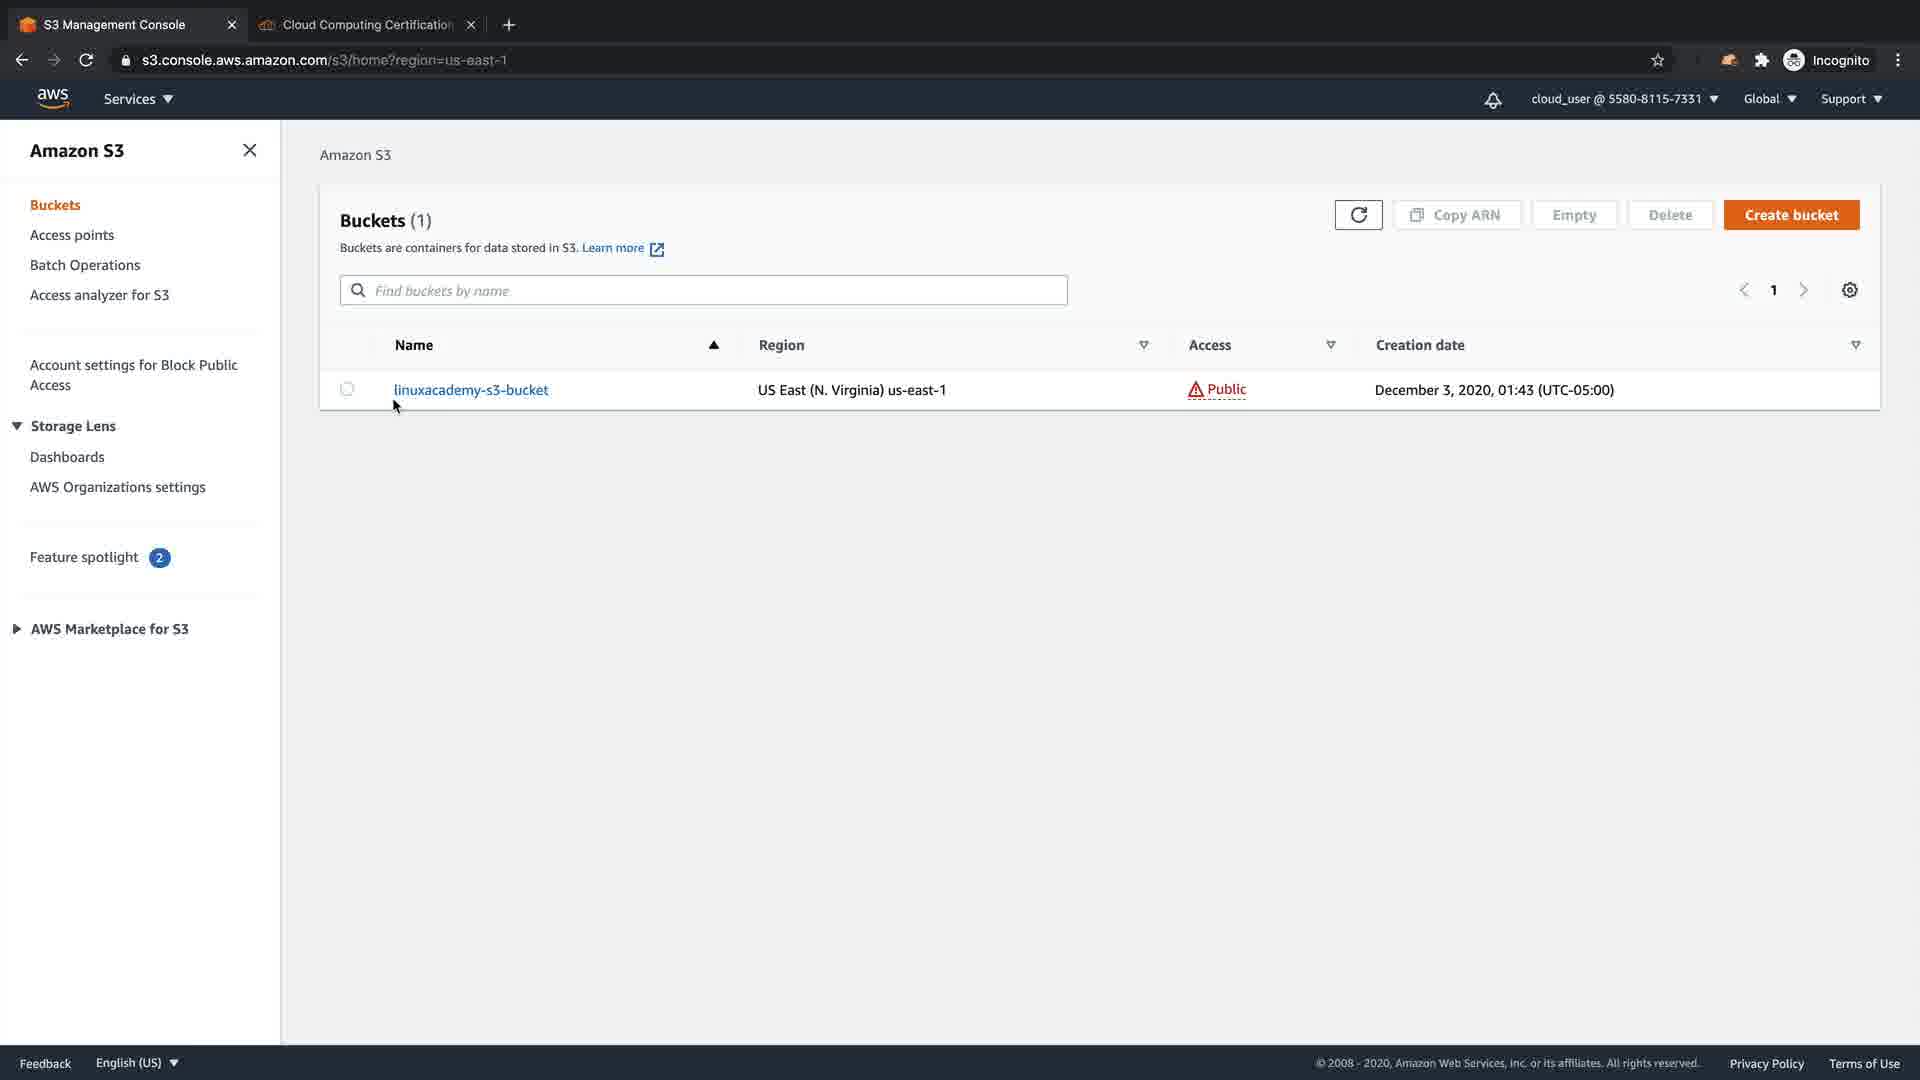 S3 Management Console
Cloud Computing Certification
s3.console.aws.amazon.com/s3/home?region=us-east-1
Incognito
aws
Services
cloud_user @ 5580-8115-7331
Global
Support
Amazon S3
Buckets
Access points
Batch Operations
Access analyzer for S3
Account settings for Block Public
Access
Storage Lens
Dashboards
AWS Organizations settings
Feature spotlight 2
AWS Marketplace for S3
Amazon S3
Buckets (1)
Copy ARN
Empty
Delete
Create bucket
Buckets are containers for data stored in S3. Learn more
Find buckets by name
1
Name
Region
Access
Creation date
linuxacademy-s3-bucket
US East (N. Virginia) us-east-1
Public
December 3, 2020, 01:43 (UTC-05:00)
Feedback
English (US)
© 2008 - 2020, Amazon Web Services, Inc. or its affiliates. All rights reserved.
Privacy Policy
Terms of Use